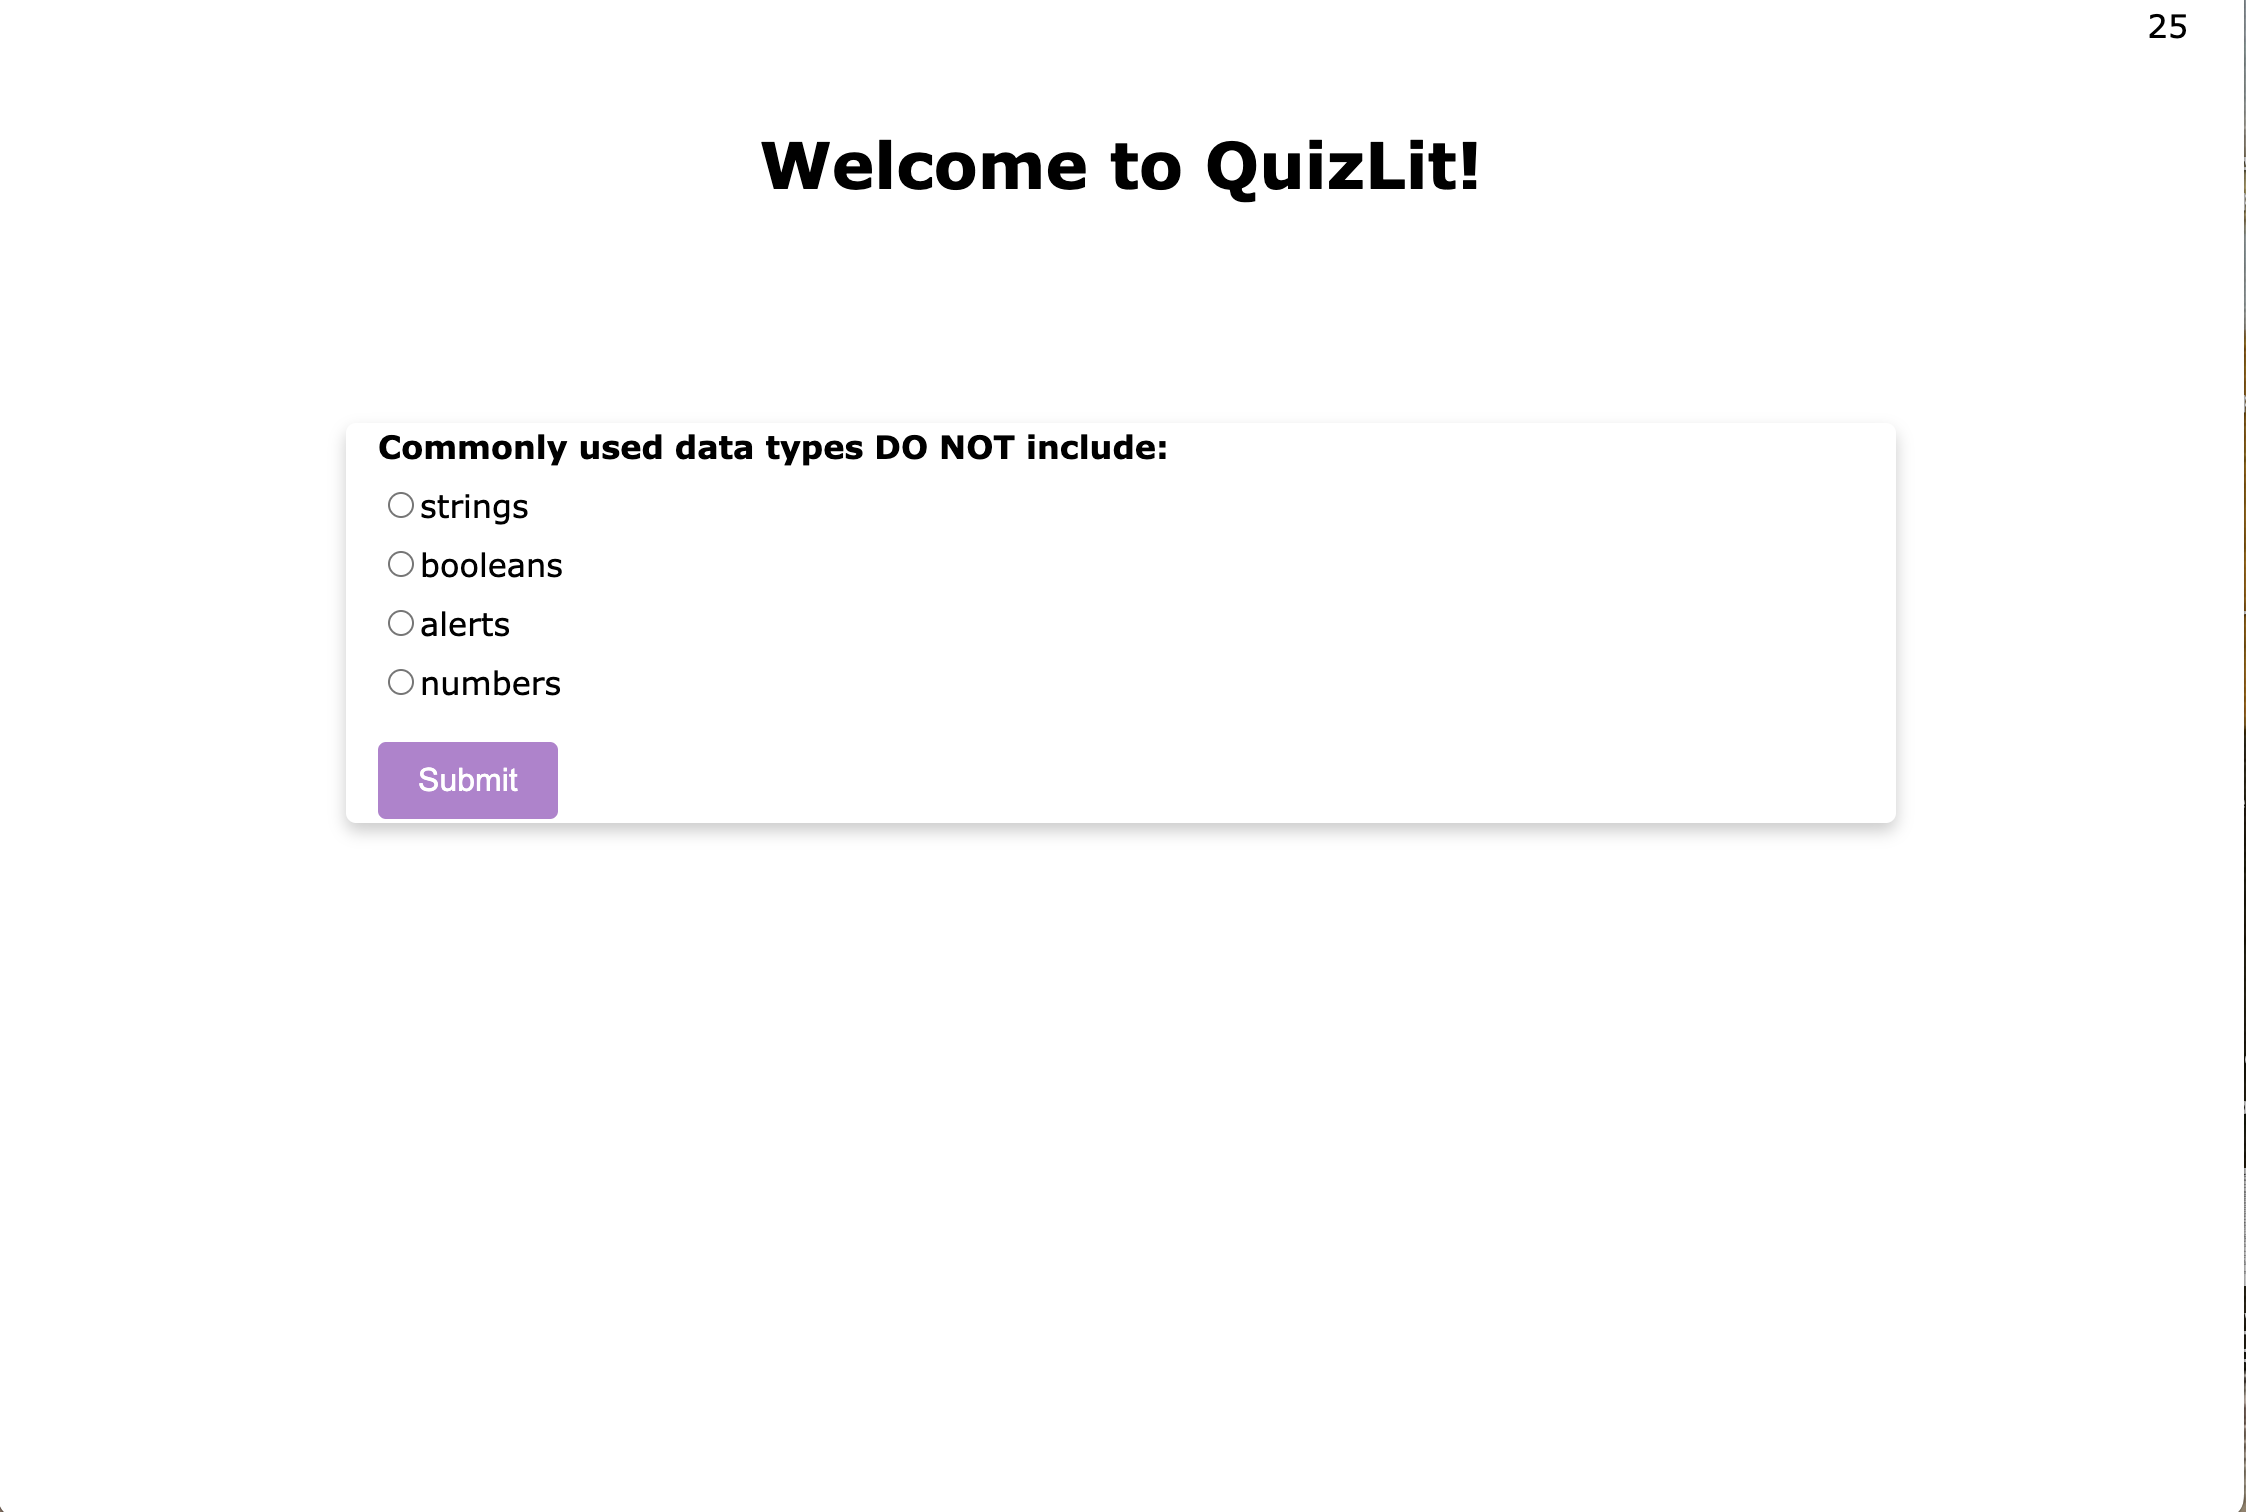 25
Welcome to QuizLit!
Commonly used data types DO NOT include:
strings
booleans
alerts
numbers
Submit